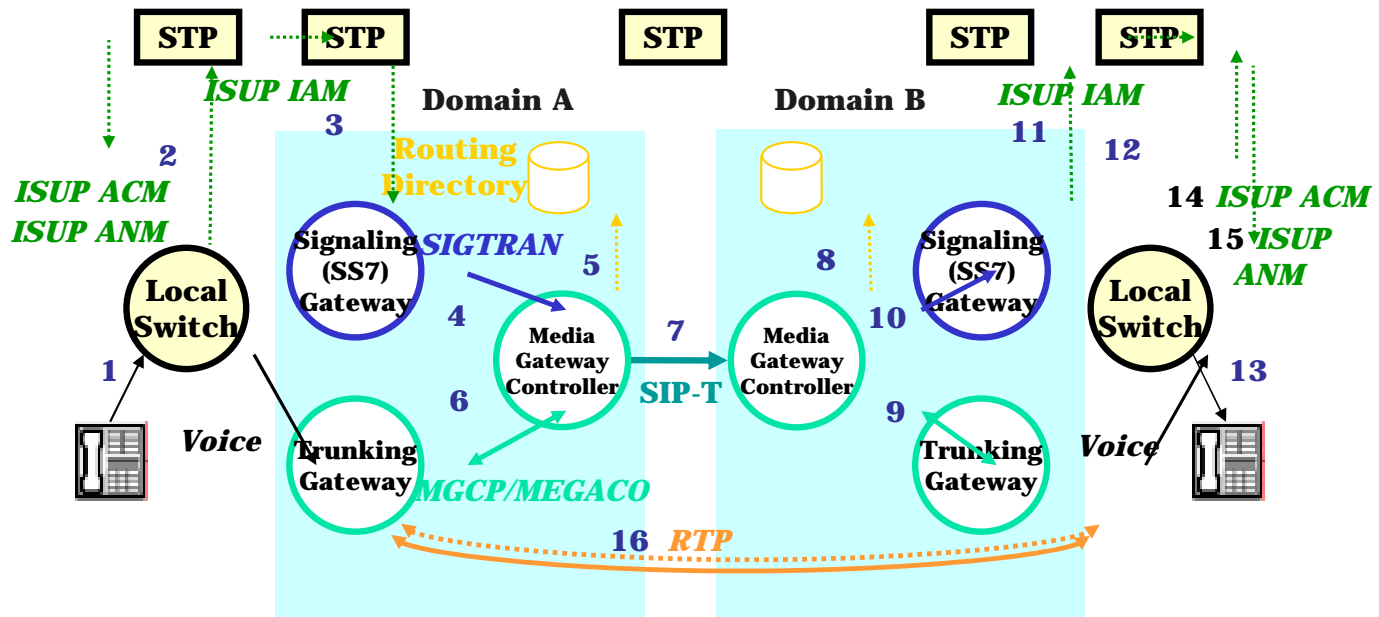 STP
STP
STP
STP
STP
ISUP IAM
Domain A
Domain B
ISUP IAM
3
11
2
12
Routing
Directory
ISUP ACM
ISUP ANM
14 ISUP ACM
15 ISUP
ANM
Signaling
(SS7)
Gateway
SIGTRAN
5
8
Signaling
(SS7)
Gateway
Local
Switch
4
Media
Gateway
Controller
7
SIP-T
Media
Gateway
Controller
10
Local
Switch
1
6
9
13
Voice
Trunking
Gateway
MGCP/MEGACO
Trunking
Gateway
Voice
16 RTP